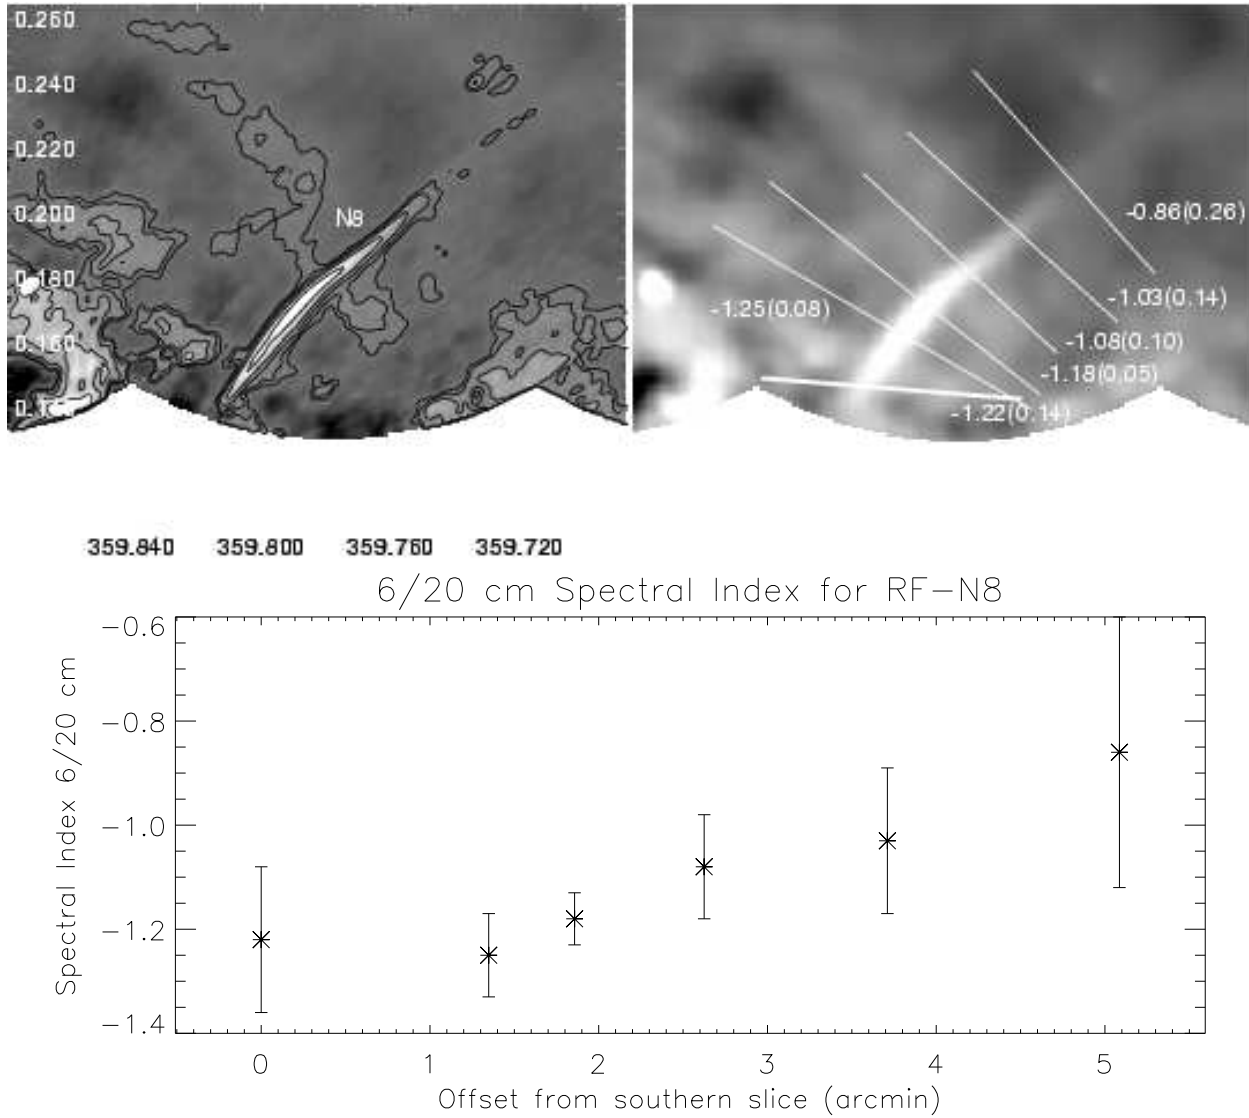 0.260
0.240
0.220
0.200
0.180
0.160
N8
-0.86(0.26)
-1.03(0.14)
-1.25(0.08)
-1.08(0.10)
-1.18(0.05)
-1.22(0.14)
359.840 359.800 359.760 359.720
6/20 cm Spectral Index for RF-N8
Spectral Index 6/20 cm
-0.6
-0.8
-1.0
-1.2
-1.4
0 1 2 3 4 5
Offset from southern slice (arcmin)